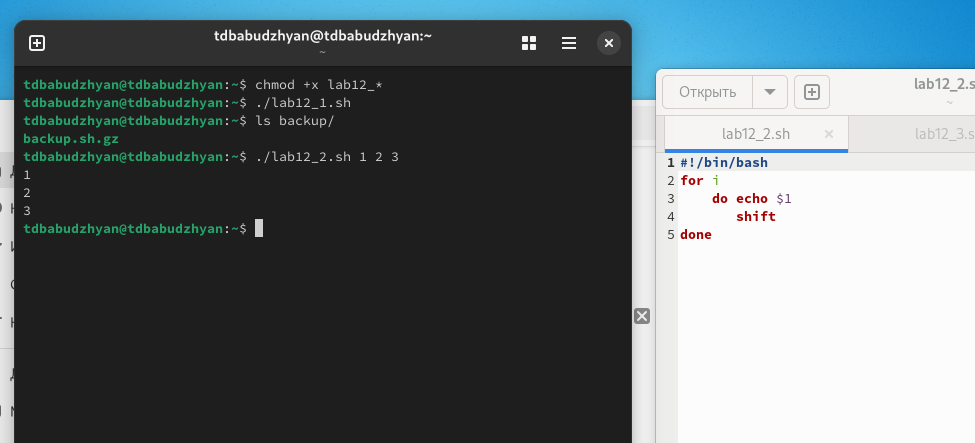 tdbabudzhyan@tdbabudzhyan:~
~
tdbabudzhyan@tdbabudzhyan:~$ chmod +x lab12_*
tdbabudzhyan@tdbabudzhyan:~$ ./lab12_1.sh
tdbabudzhyan@tdbabudzhyan:~$ ls backup/
backup.sh.gz
tdbabudzhyan@tdbabudzhyan:~$ ./lab12_2.sh 1 2 3
1
2
3
tdbabudzhyan@tdbabudzhyan:~$
Открыть
lab12_2.s
~
lab12_2.sh ×
lab12_3.s
1 #!/bin/bash
2 for i
3     do echo $1
4        shift
5 done